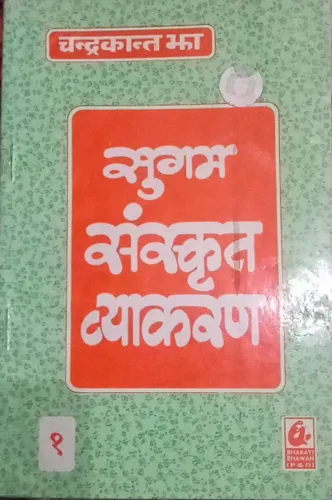 चन्द्रकान्त झा
सुगम
संस्कृत
व्याकरण
१
BHARATI
BHAWAN
(P & D)